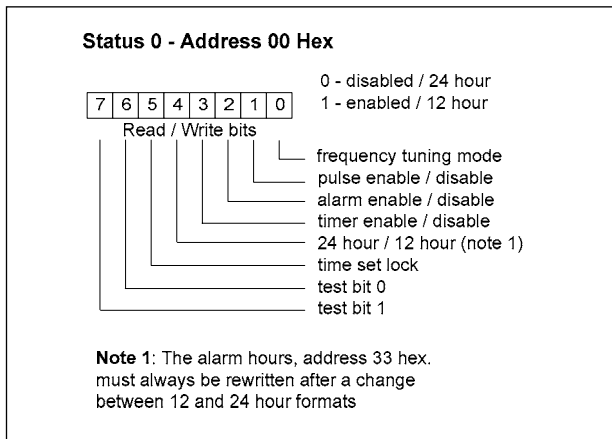 Status 0 - Address 00 Hex
0 - disabled / 24 hour
1 - enabled / 12 hour
7 6 5 4 3 2 1 0
Read / Write bits
frequency tuning mode
pulse enable / disable
alarm enable / disable
timer enable / disable
24 hour / 12 hour (note 1)
time set lock
test bit 0
test bit 1
Note 1: The alarm hours, address 33 hex.
must always be rewritten after a change
between 12 and 24 hour formats